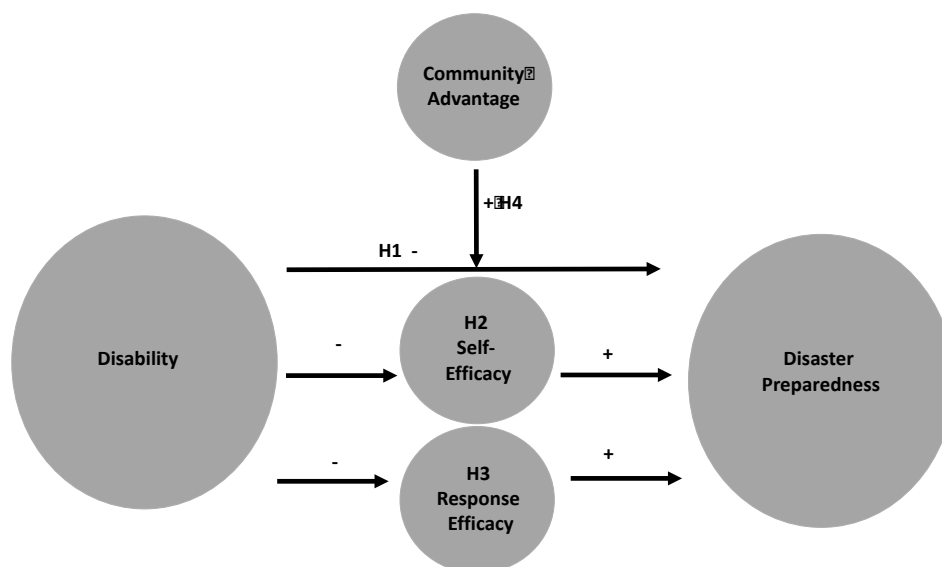 Community
Advantage
+ H4
H1 -
H2
Self-
Efficacy
-
+
Disability
Disaster
Preparedness
-
+
H3
Response
Efficacy